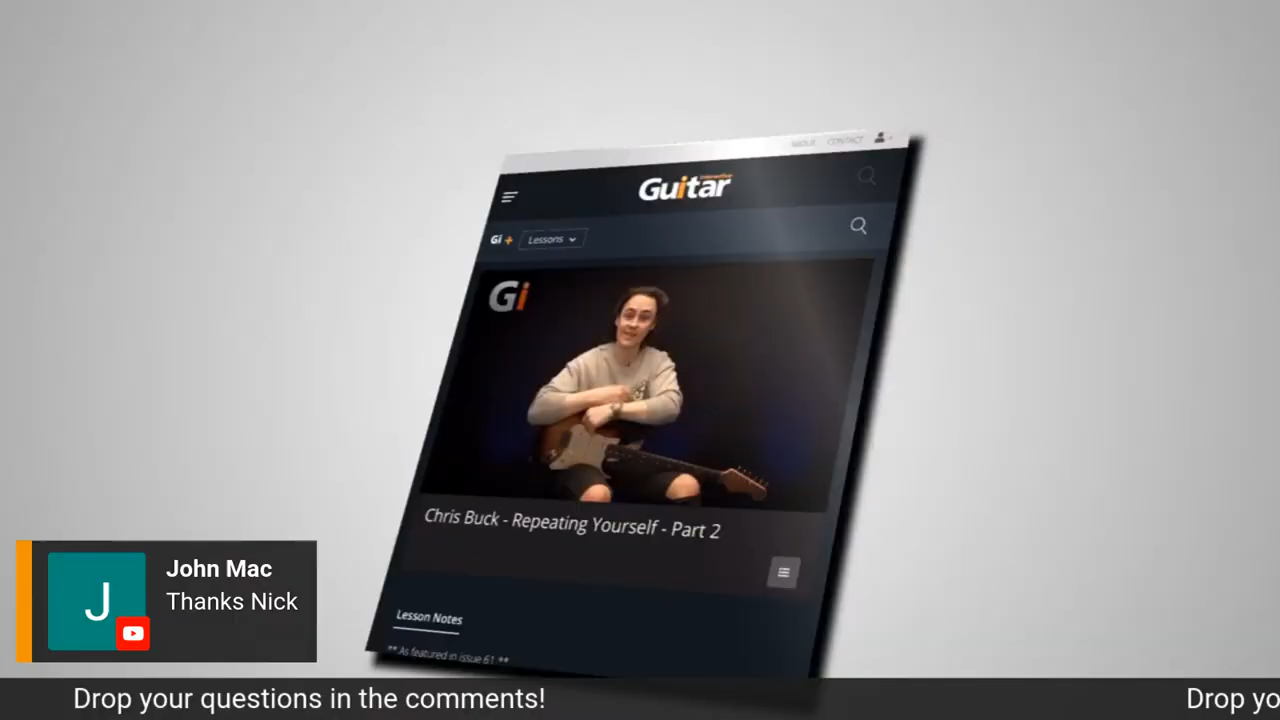 ABOUT CONTACT
Guitar
interactive
Gi+ Lessons
Gi
Chris Buck - Repeating Yourself - Part 2
Lesson Notes
** As featured in issue 61 **
J
John Mac
Thanks Nick
Drop your questions in the comments!
Drop yo